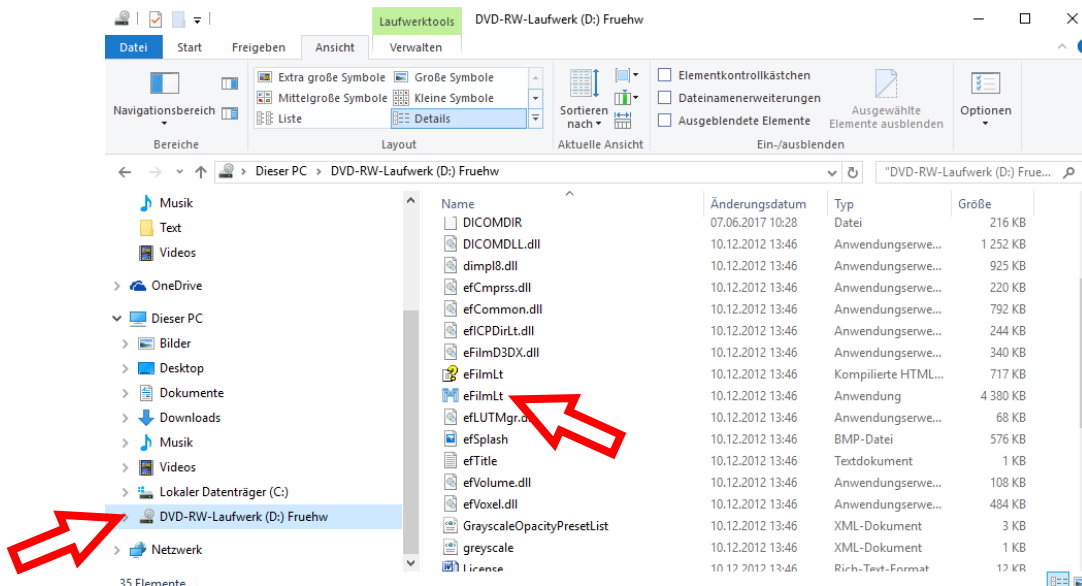 Laufwerktools DVD-RW-Laufwerk (D:) Fruehw
Datei Start Freigeben Ansicht Verwalten
Extra große Symbole Große Symbole
Mittelgroße Symbole Kleine Symbole
Liste Details
Navigationsbereich
Sortieren
nach
Elementkontrollkästchen
Dateinamenerweiterungen
Ausgeblendete Elemente
Ausgewählte
Elemente ausblenden
Optionen
Bereiche Layout Aktuelle Ansicht Ein-/ausblenden
Dieser PC DVD-RW-Laufwerk (D:) Fruehw "DVD-RW-Laufwerk (D:) Frue...
Musik
Text
Videos
OneDrive
Dieser PC
Bilder
Desktop
Dokumente
Downloads
Musik
Videos
Lokaler Datenträger (C:)
DVD-RW-Laufwerk (D:) Fruehw
Netzwerk
Name Änderungsdatum Typ Größe
DICOMDIR 07.06.2017 10:28 Datei 216 KB
DICOMDLL.dll 10.12.2012 13:46 Anwendungserwe... 1 252 KB
dimpl8.dll 10.12.2012 13:46 Anwendungserwe... 925 KB
efCmprss.dll 10.12.2012 13:46 Anwendungserwe... 220 KB
efCommon.dll 10.12.2012 13:46 Anwendungserwe... 792 KB
efICPDirLt.dll 10.12.2012 13:46 Anwendungserwe... 244 KB
eFilmD3DX.dll 10.12.2012 13:46 Anwendungserwe... 340 KB
eFilmLt 10.12.2012 13:46 Kompilierte HTML... 717 KB
eFilmLt 10.12.2012 13:46 Anwendung 4 380 KB
efLUTMgr.d 10.12.2012 13:46 Anwendungserwe... 68 KB
efSplash 10.12.2012 13:46 BMP-Datei 576 KB
efTitle 10.12.2012 13:46 Textdokument 1 KB
efVolume.dll 10.12.2012 13:46 Anwendungserwe... 108 KB
efVoxel.dll 10.12.2012 13:46 Anwendungserwe... 484 KB
GrayscaleOpacityPresetList 10.12.2012 13:46 XML-Dokument 3 KB
greyscale 10.12.2012 13:46 XML-Dokument 1 KB
License 10.12.2012 13:46 Rich-Text-Format 12 KB
35 Elemente